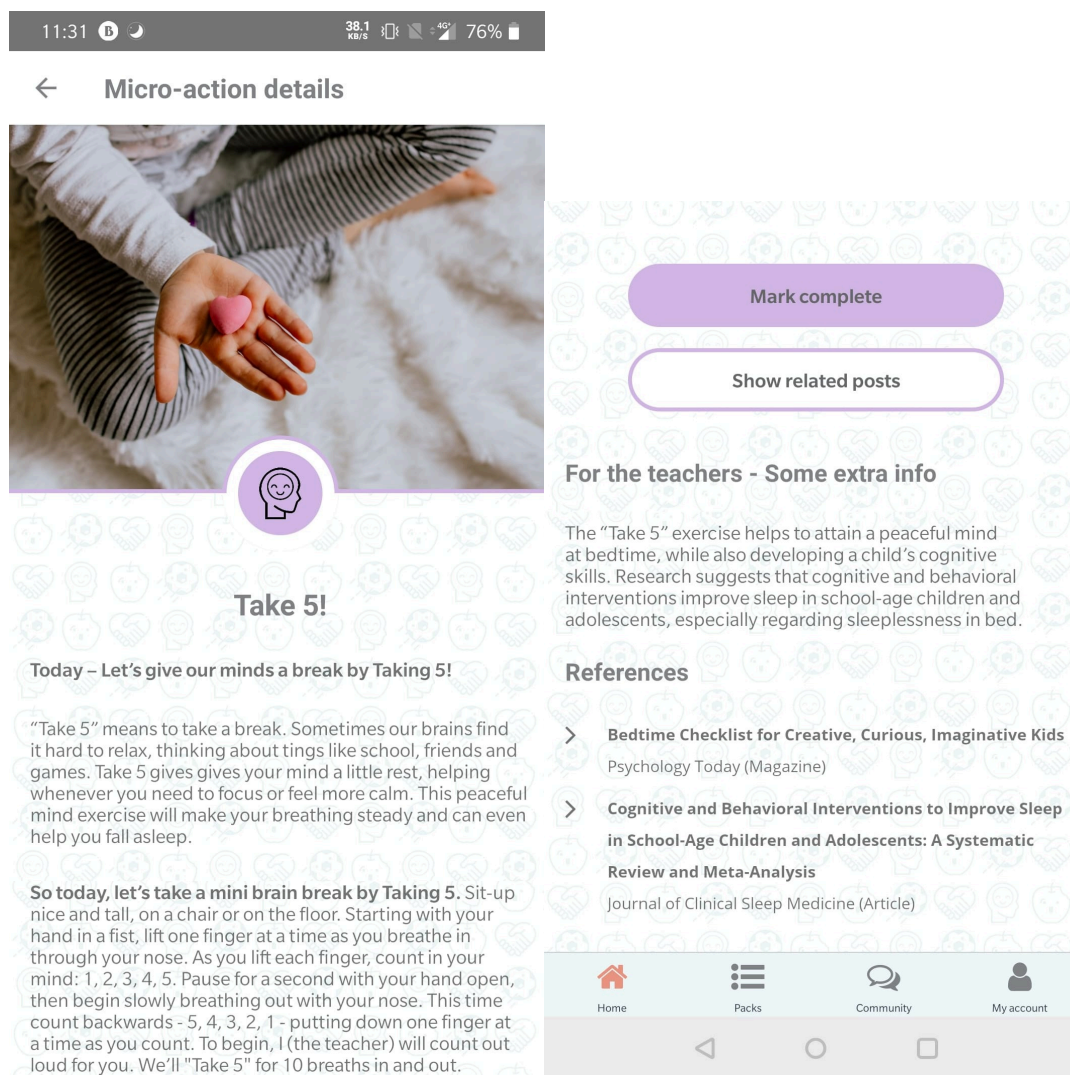 11:31 B 38.1 KB/S 4G+ 76%
Micro-action details
Take 5!
Today – Let's give our minds a break by Taking 5!
“Take 5” means to take a break. Sometimes our brains find
it hard to relax, thinking about tings like school, friends and
games. Take 5 gives gives your mind a little rest, helping
whenever you need to focus or feel more calm. This peaceful
mind exercise will make your breathing steady and can even
help you fall asleep.
So today, let's take a mini brain break by Taking 5. Sit-up
nice and tall, on a chair or on the floor. Starting with your
hand in a fist, lift one finger at a time as you breathe in
through your nose. As you lift each finger, count in your
mind: 1, 2, 3, 4, 5. Pause for a second with your hand open,
then begin slowly breathing out with your nose. This time
count backwards - 5, 4, 3, 2, 1 - putting down one finger at
a time as you count. To begin, I (the teacher) will count out
loud for you. We'll "Take 5" for 10 breaths in and out.
Mark complete
Show related posts
For the teachers - Some extra info
The “Take 5” exercise helps to attain a peaceful mind
at bedtime, while also developing a child's cognitive
skills. Research suggests that cognitive and behavioral
interventions improve sleep in school-age children and
adolescents, especially regarding sleeplessness in bed.
References
Bedtime Checklist for Creative, Curious, Imaginative Kids
Psychology Today (Magazine)
Cognitive and Behavioral Interventions to Improve Sleep
in School-Age Children and Adolescents: A Systematic
Review and Meta-Analysis
Journal of Clinical Sleep Medicine (Article)
Home Packs Community My account